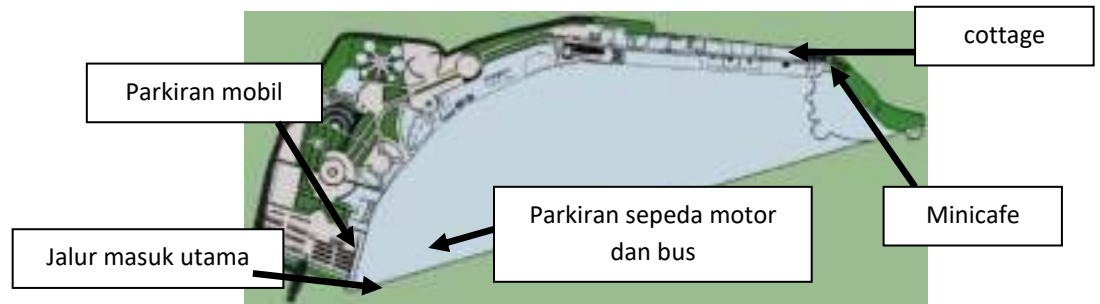 cottage
Parkiran mobil
Parkiran sepeda motor
dan bus
Minicafe
Jalur masuk utama